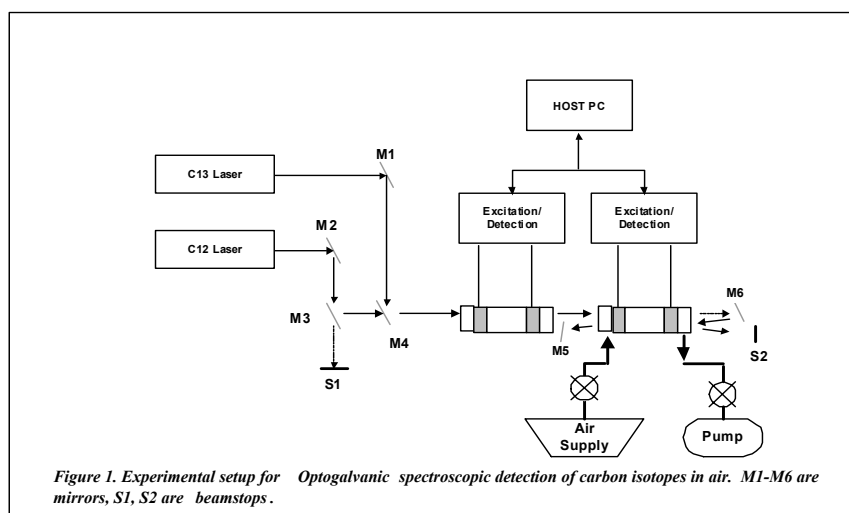 HOST PC
M1
C13 Laser
Excitation/
Detection
Excitation/
Detection
M2
C12 Laser
M6
M3
M4
M5
S2
S1
Air
Supply
Pump
Figure 1. Experimental setup for Optogalvanic spectroscopic detection of carbon isotopes in air. M1-M6 are
mirrors, S1, S2 are beamstops.